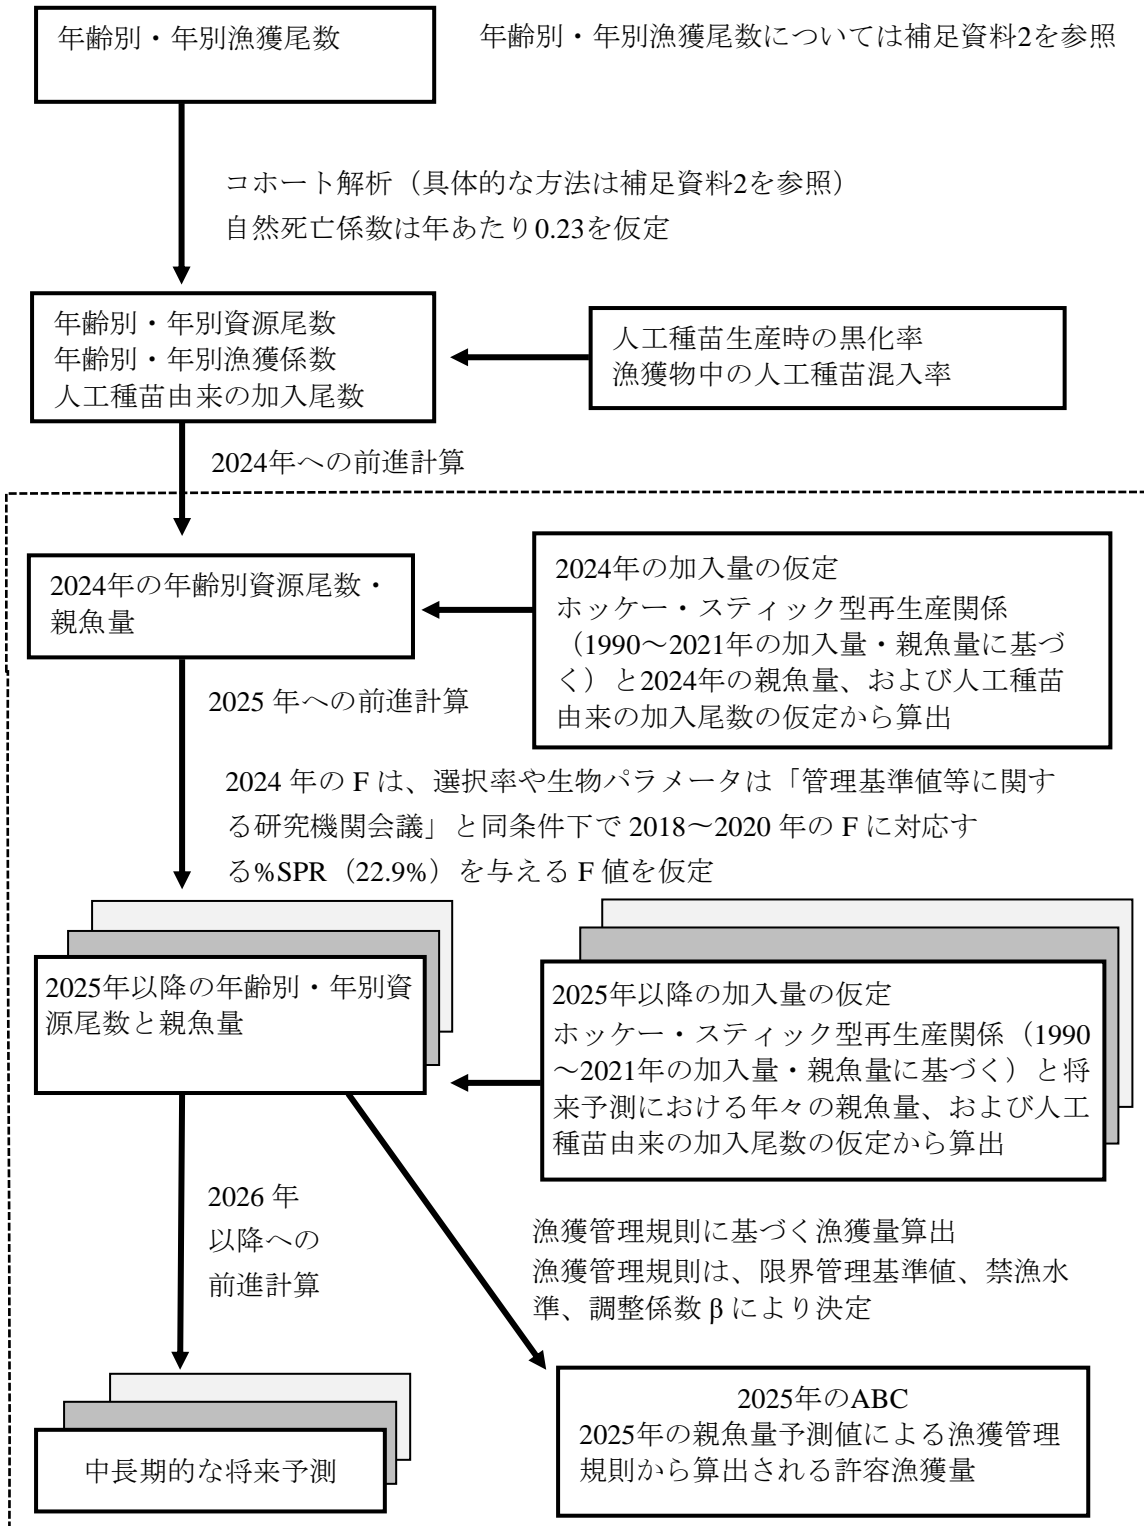 年齢別・年別漁獲尾数
年齢別・年別漁獲尾数については補足資料2を参照
コホート解析（具体的な方法は補足資料2を参照）
自然死亡係数は年あたり0.23を仮定
年齢別・年別資源尾数
年齢別・年別漁獲係数
人工種苗由来の加入尾数
人工種苗生産時の黒化率
漁獲物中の人工種苗混入率
2024年への前進計算
2024年の年齢別資源尾数・
親魚量
2024年の加入量の仮定
ホッケー・スティック型再生産関係
（1990～2021年の加入量・親魚量に基づ
く）と2024年の親魚量、および人工種苗
由来の加入尾数の仮定から算出
2025 年への前進計算
2024 年の F は、選択率や生物パラメータは「管理基準値等に関す
る研究機関会議」と同条件下で 2018～2020 年の F に対応す
る%SPR（22.9%）を与える F 値を仮定
2025年以降の年齢別・年別資
源尾数と親魚量
2025年以降の加入量の仮定
ホッケー・スティック型再生産関係（1990
～2021年の加入量・親魚量に基づく）と将
来予測における年々の親魚量、および人工
種苗由来の加入尾数の仮定から算出
2026 年
以降への
前進計算
漁獲管理規則に基づく漁獲量算出
漁獲管理規則は、限界管理基準値、禁漁水
準、調整係数 β により決定
中長期的な将来予測
2025年のABC
2025年の親魚量予測値による漁獲管理
規則から算出される許容漁獲量